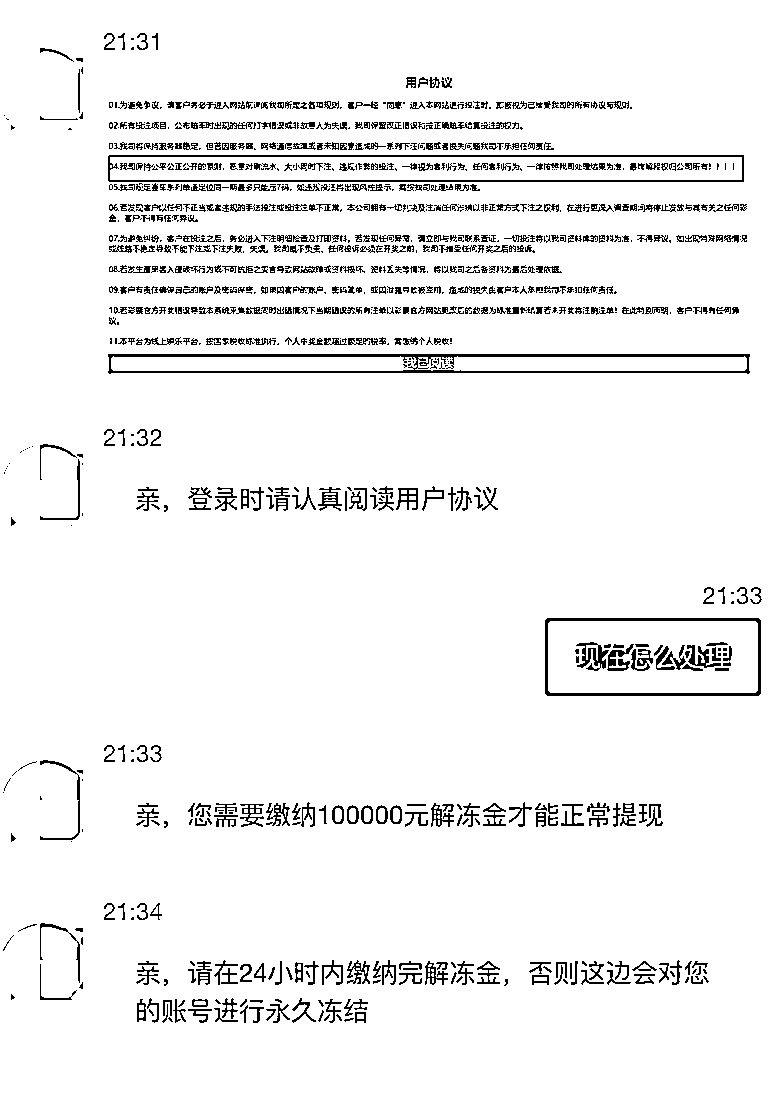 21:31
用户协议
01.为避免争议，请客户务必于进入网站前详阅我司所定之各项规则，客户一经“同意”进入本网站进行投注时，即被视为已接受我司的所有协议与规则。
02.所有投注项目，公布赔率时出现的任何打字错误或非故意人为失误，我司保留改正错误和按正确赔率结算投注的权力。
03.我司将保持服务器稳定，但若因服务器、网络通信故障或者未知因素造成的一系列下注问题或者损失问题我司不承担任何责任。
04.我司保持公平公正公开的原则，恶意对刷流水、大小同时下注、违规作弊的投注、一律视为套利行为、任何套利行为、一律按照我司处理结果为准，最终解释权归公司所有！！！！
05.我司规定赛车系列单边定位同一期最多只能压7码，如违规投注将出现风控提示，需按我司处理结果为准。
06.若发现客户以任何不正当或者违规的手法投注或投注注单不正常，本公司拥有一切判决及注消任何涉嫌以非正常方式下注之权利，在进行更深入调查期间将停止发放与其有关之任何彩
金，客户不得有任何异议。
07.为避免纠纷，客户在投注之后，务必进入下注明细检查及打印资料。若发现任何异常，请立即与我司联系查证，一切投注将以我司资料库的资料为准，不得异议。如出现特殊网络情况
或线路不稳定导致不能下注或下注失败，失误。我司概不负责、任何投诉必须在开奖之前，我司不接受任何开奖之后的投诉。
08.若发生遭黑客入侵破坏行为或不可抗拒之灾害导致网站故障或资料损坏、资料丢失等情况，将以我司之后备资料为最后处理依据。
09.客户有责任确保自己的账户及密码保密，如果因客户的账户、密码简单，或因泄露导致被盗用，造成的损失由客户本人承担我司不承担任何责任。
10.若彩票官方开奖错误导致本系统采集数据同时出错情况下当期错误的所有注单以彩票官方网站更改后的数据为标准重新结算若未开奖将注销注单！在此特别声明，客户不得有任何异
议。
11.本平台为线上娱乐平台，按国家税收标准执行，个人中奖金额超过额定的税率，需缴纳个人税收！
我已阅读
21:32
亲，登录时请认真阅读用户协议
21:33
现在怎么处理
21:33
亲，您需要缴纳100000元解冻金才能正常提现
21:34
亲，请在24小时内缴纳完解冻金，否则这边会对您
的账号进行永久冻结